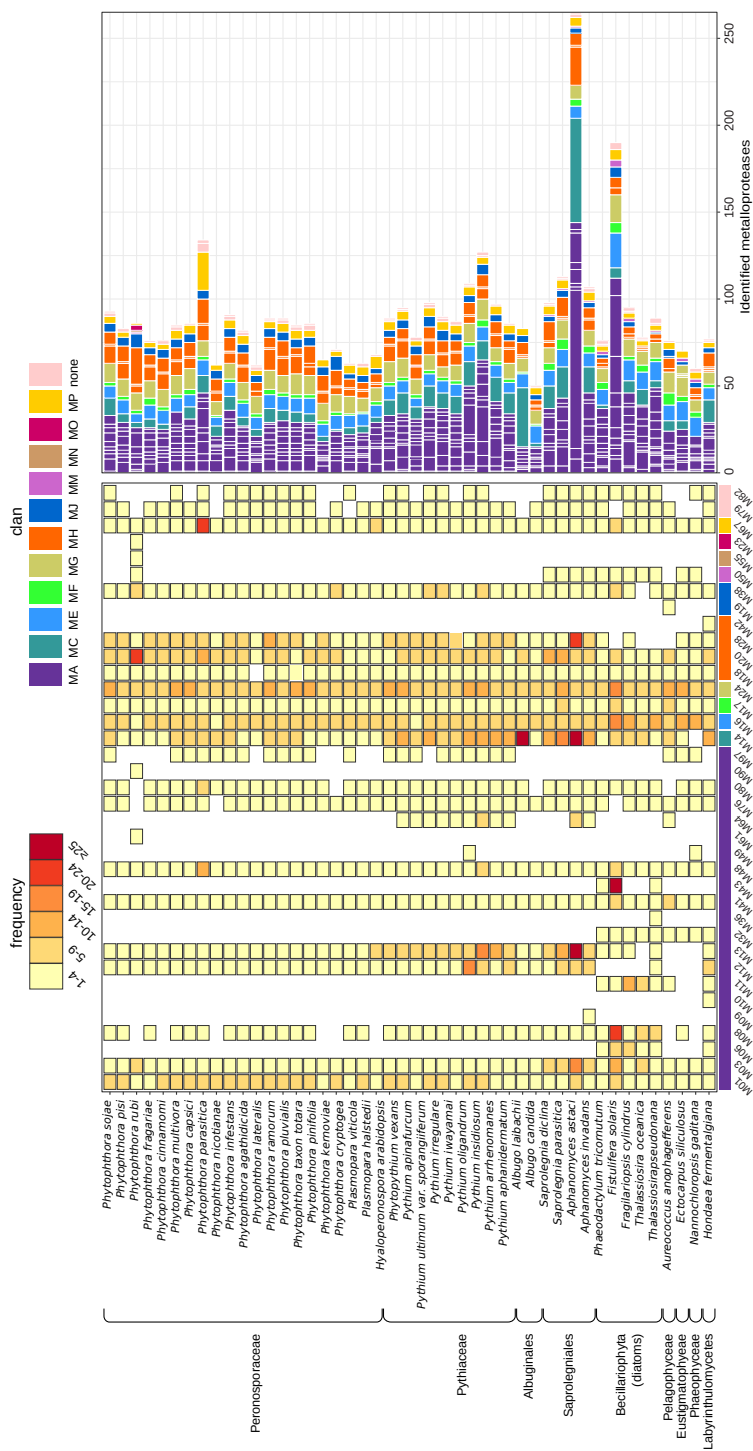 clan
MA
MC
ME
MF
MG
MH
MJ
MM
MN
MO
MP
none
frequency
1-4
5-9
10-14
15-19
20-24
≥25
Phytophthora sojae
Phytophthora pisi
Phytophthora rubi
Phytophthora fragariae
Phytophthora cinnamomi
Phytophthora multivora
Phytophthora capsici
Phytophthora parasitica
Phytophthora nicotianae
Phytophthora infestans
Phytophthora agathidicida
Phytophthora lateralis
Phytophthora ramorum
Phytophthora pluvialis
Phytophthora taxon totara
Phytophthora pinifolia
Phytophthora kernoviae
Phytophthora cryptogea
Plasmopara viticola
Plasmopara halstedii
Hyaloperonospora arabidopsis
Phytopythium vexans
Pythium apinafurcum
Pythium ultimum var. sporangiiferum
Pythium irregulare
Pythium iwayamai
Pythium oligandrum
Pythium insidiosum
Pythium arrhenomanes
Pythium aphanidermatum
Albugo laibachii
Albugo candida
Saprolegnia diclina
Saprolegnia parasitica
Aphanomyces astaci
Aphanomyces invadans
Phaeodactylum tricornutum
Fistulifera solaris
Fragilariopsis cylindrus
Thalassiosira oceanica
Thalassiosirapseudonana
Aureococcus anophagefferens
Ectocarpus siliculosus
Nannochloropsis gaditana
Hondaea fermentalgiana
Peronosporaceae
Pythiaceae
Albuginales
Saprolegniales
Becillariophyta
(diatoms)
Pelagophyceae
Eustigmatophyeae
Phaeophyceae
Labyrinthulomycetes
M01
M03
M06
M08
M09
M10
M11
M12
M13
M32
M36
M41
M43
M48
M49
M61
M64
M76
M80
M90
M97
M14
M16
M17
M24
M18
M20
M28
M42
M19
M38
M50
M55
M23
M67
M79
M82
0
50
100
150
200
250
Identified metalloproteases